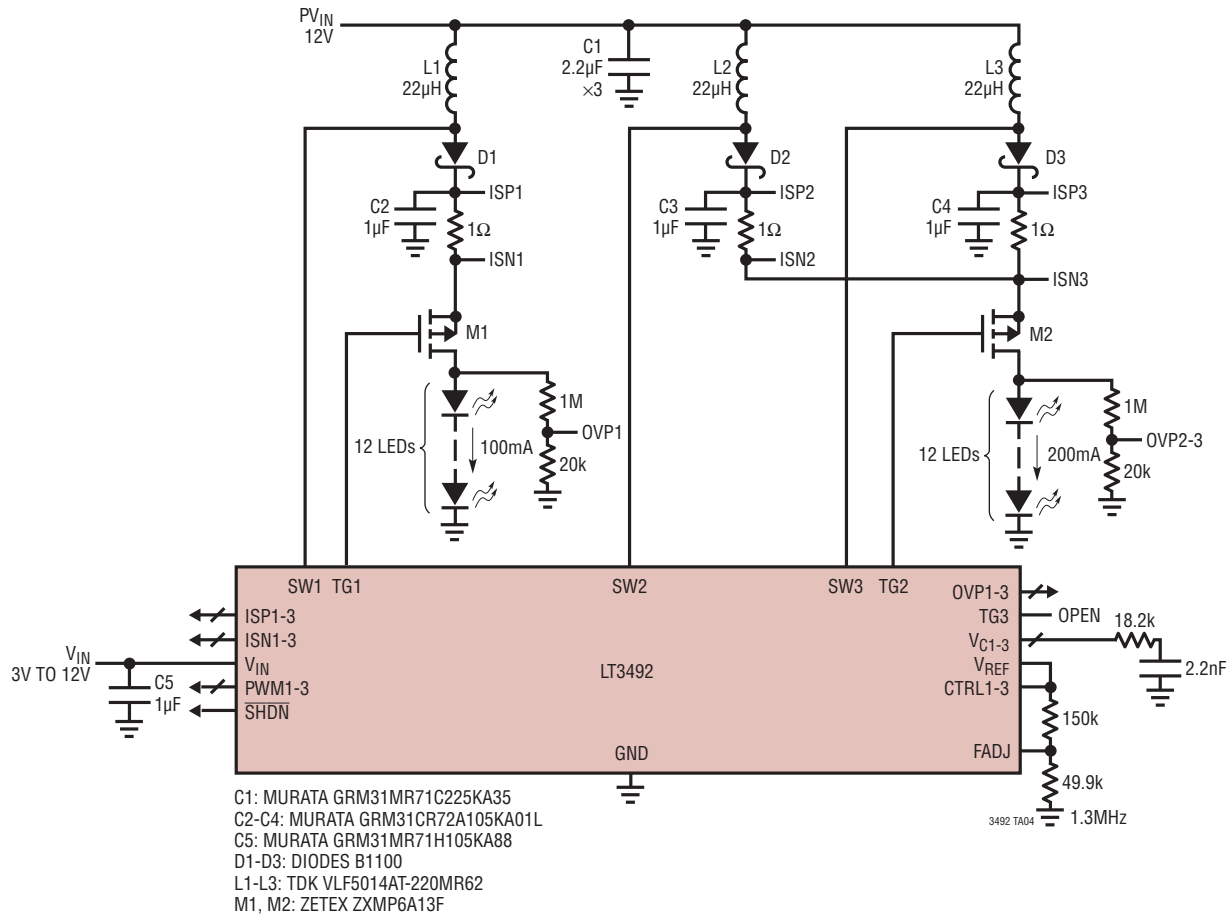 PVIN
12V
C1
2.2µF
×3
L1
22µH
L2
22µH
L3
22µH
D1
D2
D3
ISP1
ISP2
ISP3
C2
1µF
1Ω
C3
1µF
1Ω
C4
1µF
1Ω
ISN1
ISN2
ISN3
M1
M2
1M
OVP1
20k
12 LEDs
100mA
1M
OVP2-3
20k
12 LEDs
200mA
SW1 TG1
SW2
SW3 TG2
ISP1-3
ISN1-3
VIN
3V TO 12V
VIN
PWM1-3
SHDN
C5
1µF
LT3492
GND
OVP1-3
TG3
OPEN
18.2k
VC1-3
VREF
2.2nF
CTRL1-3
150k
FADJ
49.9k
3492 TA04
1.3MHz
C1: MURATA GRM31MR71C225KA35
C2-C4: MURATA GRM31CR72A105KA01L
C5: MURATA GRM31MR71H105KA88
D1-D3: DIODES B1100
L1-L3: TDK VLF5014AT-220MR62
M1, M2: ZETEX ZXMP6A13F